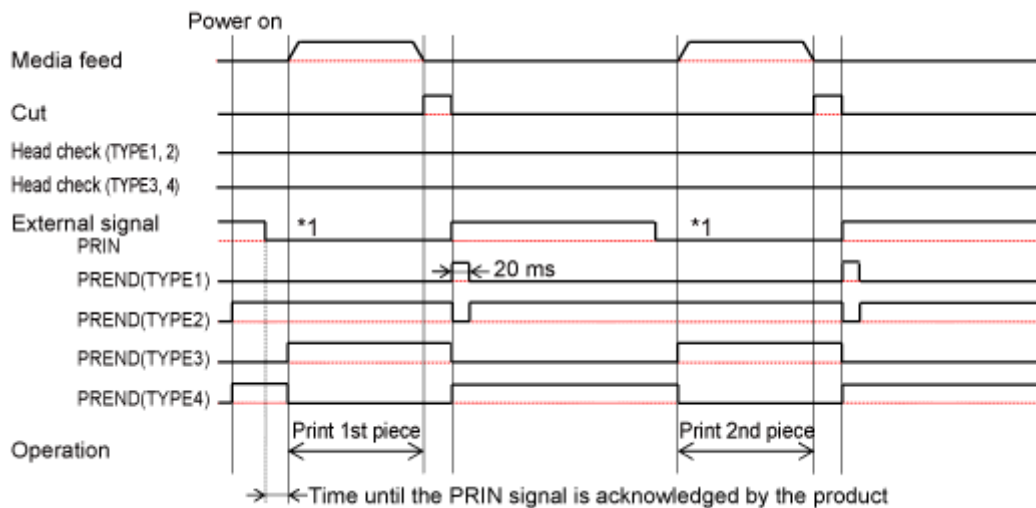 Power on
Media feed
Cut
Head check (TYPE1, 2)
Head check (TYPE3, 4)
External signal
*1
*1
PRIN
PREND(TYPE1)
20 ms
PREND(TYPE2)
PREND(TYPE3)
PREND(TYPE4)
Print 1st piece
Print 2nd piece
Operation
Time until the PRIN signal is acknowledged by the product